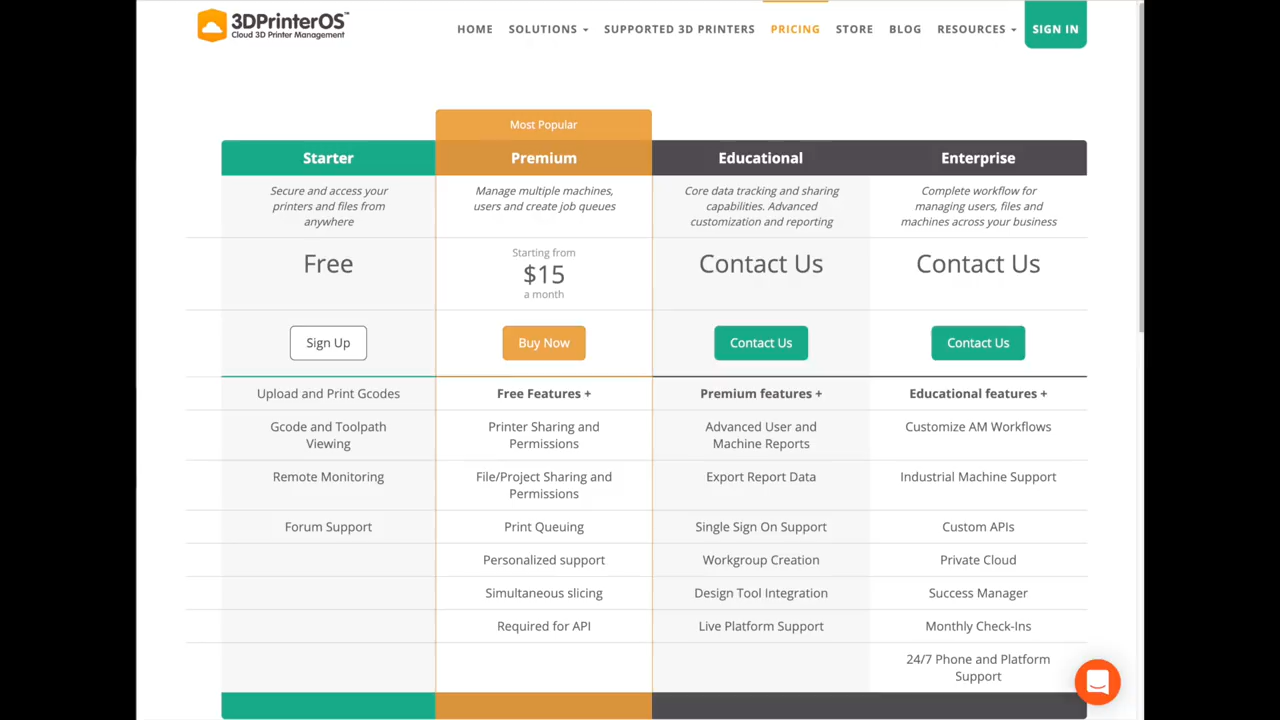 3DPrinterOS™
Cloud 3D Printer Management
HOME SOLUTIONS SUPPORTED 3D PRINTERS PRICING STORE BLOG RESOURCES SIGN IN
Most Popular
Starter Premium Educational Enterprise
Secure and access your
printers and files from
anywhere
Manage multiple machines,
users and create job queues
Core data tracking and sharing
capabilities. Advanced
customization and reporting
Complete workflow for
managing users, files and
machines across your business
Free
Starting from
$15
a month
Contact Us
Contact Us
Sign Up Buy Now Contact Us Contact Us
Upload and Print Gcodes Free Features + Premium features + Educational features +
Gcode and Toolpath
Viewing
Printer Sharing and
Permissions
Advanced User and
Machine Reports
Customize AM Workflows
Remote Monitoring
File/Project Sharing and
Permissions
Export Report Data
Industrial Machine Support
Forum Support Print Queuing Single Sign On Support Custom APIs
Personalized support Workgroup Creation Private Cloud
Simultaneous slicing Design Tool Integration Success Manager
Required for API Live Platform Support Monthly Check-Ins
24/7 Phone and Platform
Support